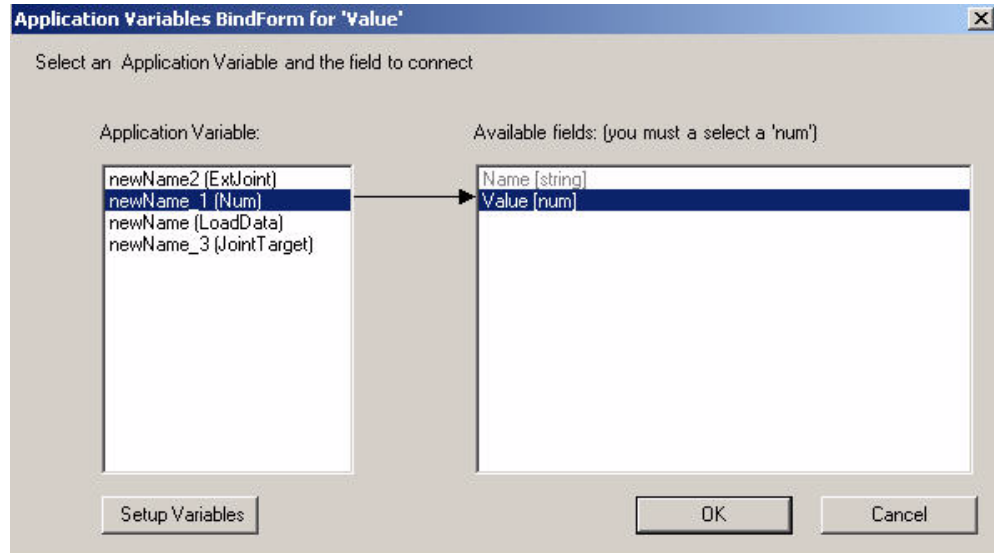 Application Variables BindForm for 'Value'
Select an Application Variable and the field to connect
Application Variable:
newName2 (ExtJoint)
newName_1 (Num)
newName (LoadData)
newName_3 (JointTarget)
Available fields: (you must a select a 'num')
Name [string]
Value [num]
Setup Variables
OK
Cancel